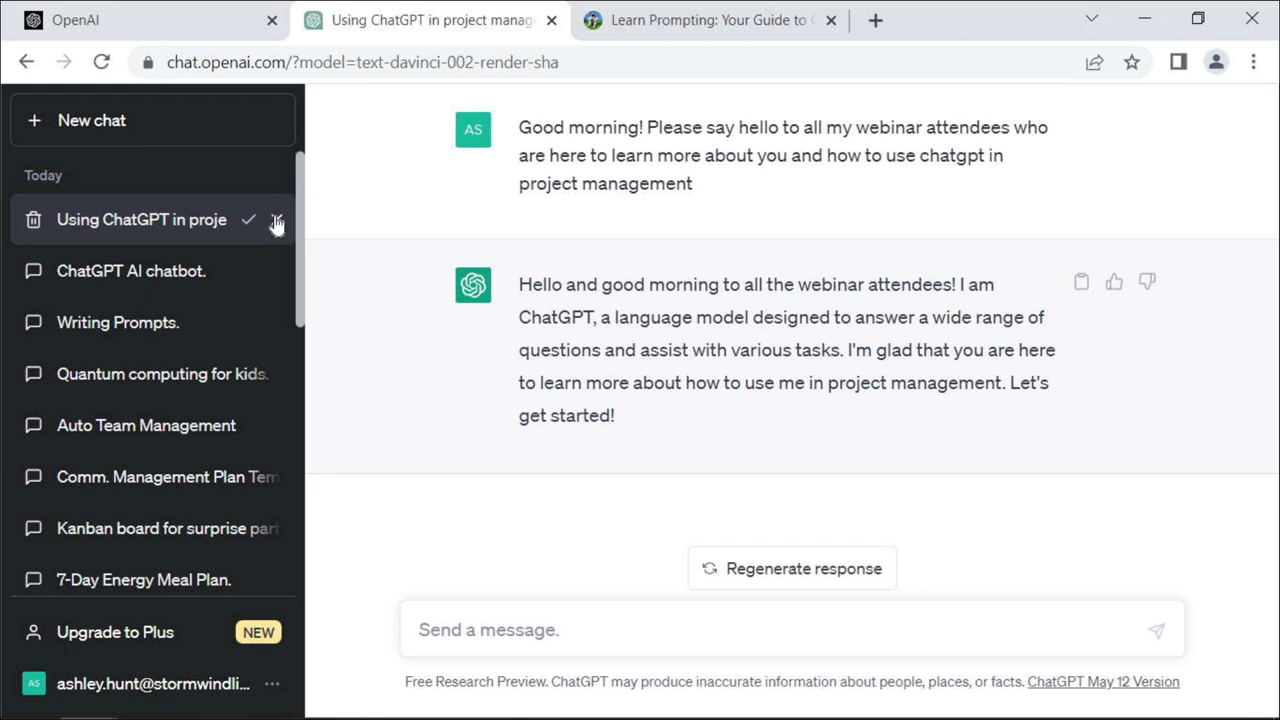 OpenAI
Using ChatGPT in project manag
Learn Prompting: Your Guide to
chat.openai.com/?model=text-davinci-002-render-sha
New chat
Today
Using ChatGPT in proje
ChatGPT AI chatbot.
Writing Prompts.
Quantum computing for kids.
Auto Team Management
Comm. Management Plan Tem
Kanban board for surprise part
7-Day Energy Meal Plan.
Upgrade to Plus NEW
AS ashley.hunt@stormwindli...
AS
Good morning! Please say hello to all my webinar attendees who
are here to learn more about you and how to use chatgpt in
project management
Hello and good morning to all the webinar attendees! I am
ChatGPT, a language model designed to answer a wide range of
questions and assist with various tasks. I'm glad that you are here
to learn more about how to use me in project management. Let's
get started!
Regenerate response
Send a message.
Free Research Preview. ChatGPT may produce inaccurate information about people, places, or facts. ChatGPT May 12 Version